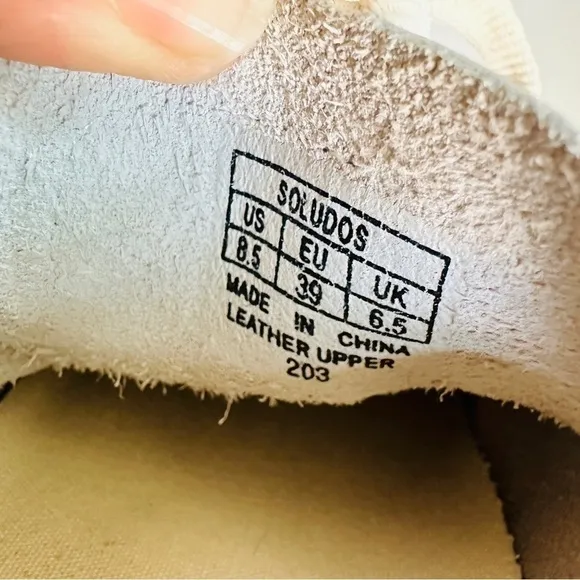 SOLUDOS
US EU UK
8.5 39 6.5
MADE IN CHINA
LEATHER UPPER
203